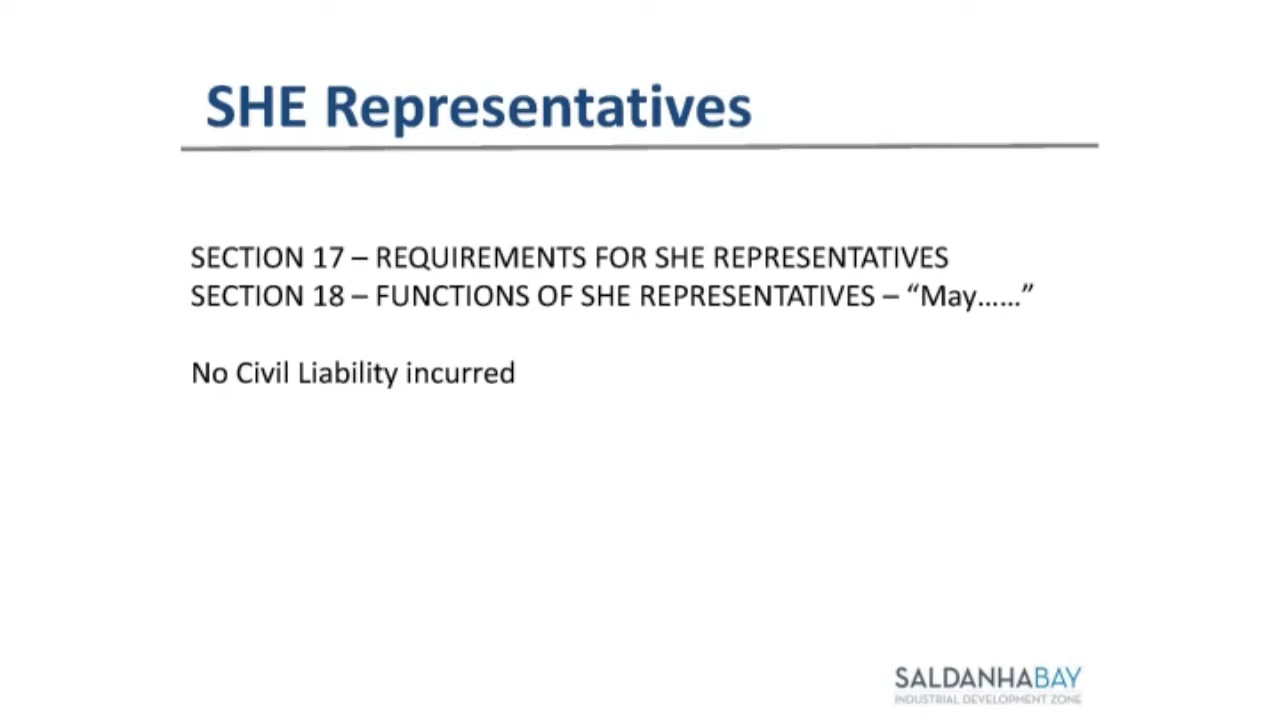 SHE Representatives
SECTION 17 – REQUIREMENTS FOR SHE REPRESENTATIVES
SECTION 18 – FUNCTIONS OF SHE REPRESENTATIVES – “May……”
No Civil Liability incurred
SALDANHABAY
INDUSTRIAL DEVELOPMENT ZONE